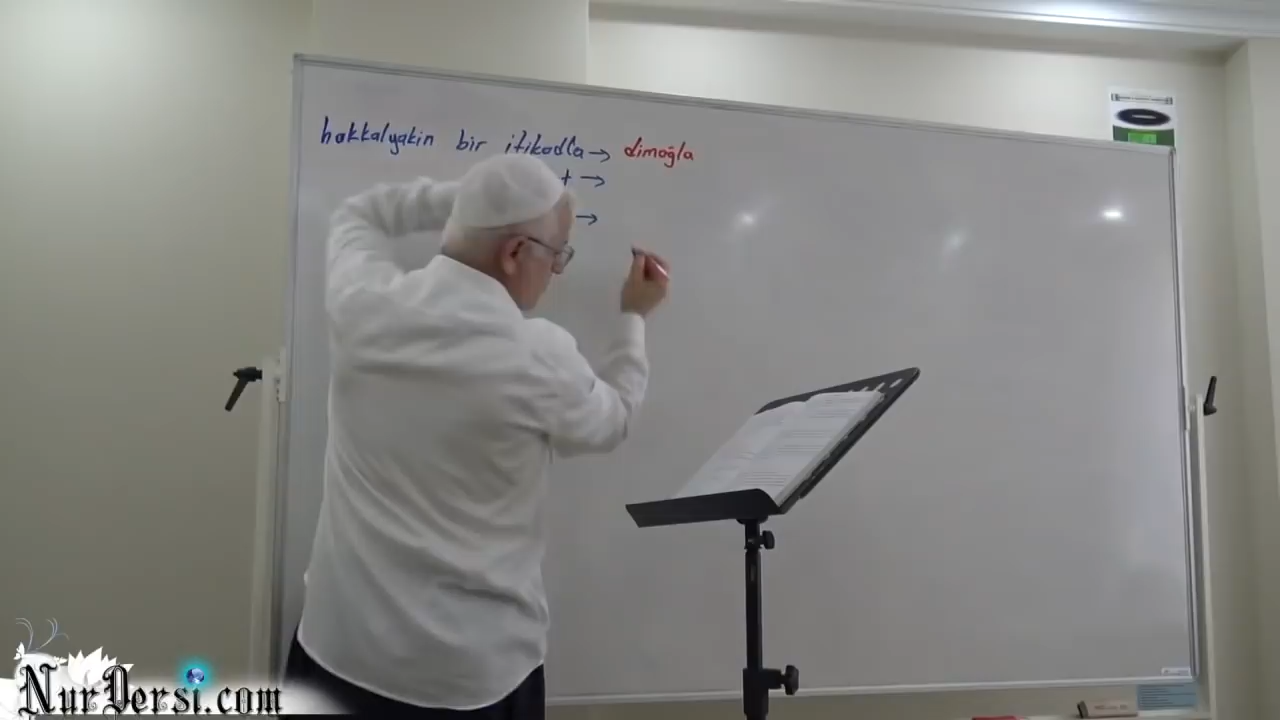 hakkalyakin bir itikadla → dimağla
t →
→
NurDersi.com